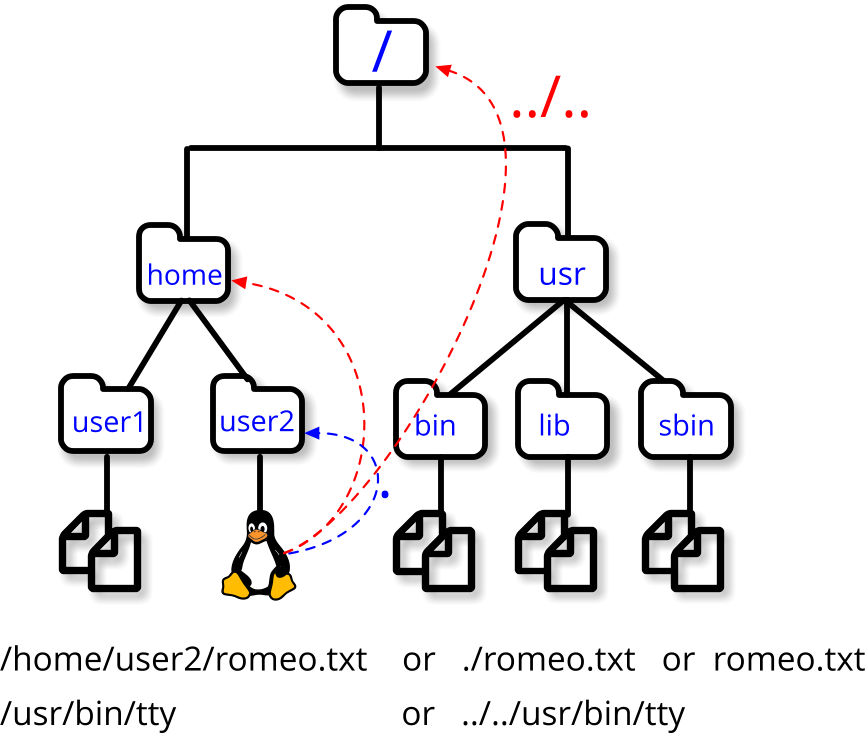 /
../..
home
usr
user1
user2
bin
lib
sbin
.
/home/user2/romeo.txt or ./romeo.txt or romeo.txt
/usr/bin/tty or ../../usr/bin/tty